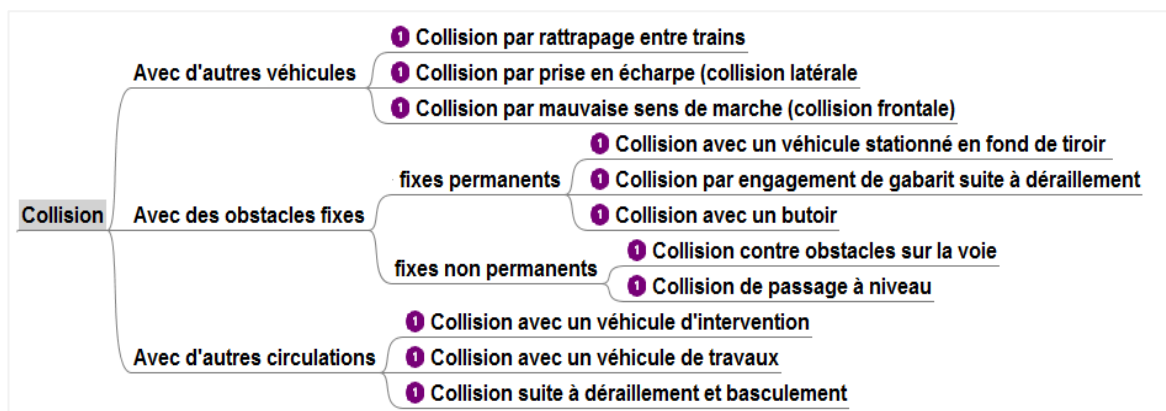 Collision
Avec d'autres véhicules
1 Collision par rattrapage entre trains
1 Collision par prise en écharpe (collision latérale
1 Collision par mauvaise sens de marche (collision frontale)
Avec des obstacles fixes
fixes permanents
1 Collision avec un véhicule stationné en fond de tiroir
1 Collision par engagement de gabarit suite à déraillement
1 Collision avec un butoir
fixes non permanents
1 Collision contre obstacles sur la voie
1 Collision de passage à niveau
Avec d'autres circulations
1 Collision avec un véhicule d'intervention
1 Collision avec un véhicule de travaux
1 Collision suite à déraillement et basculement